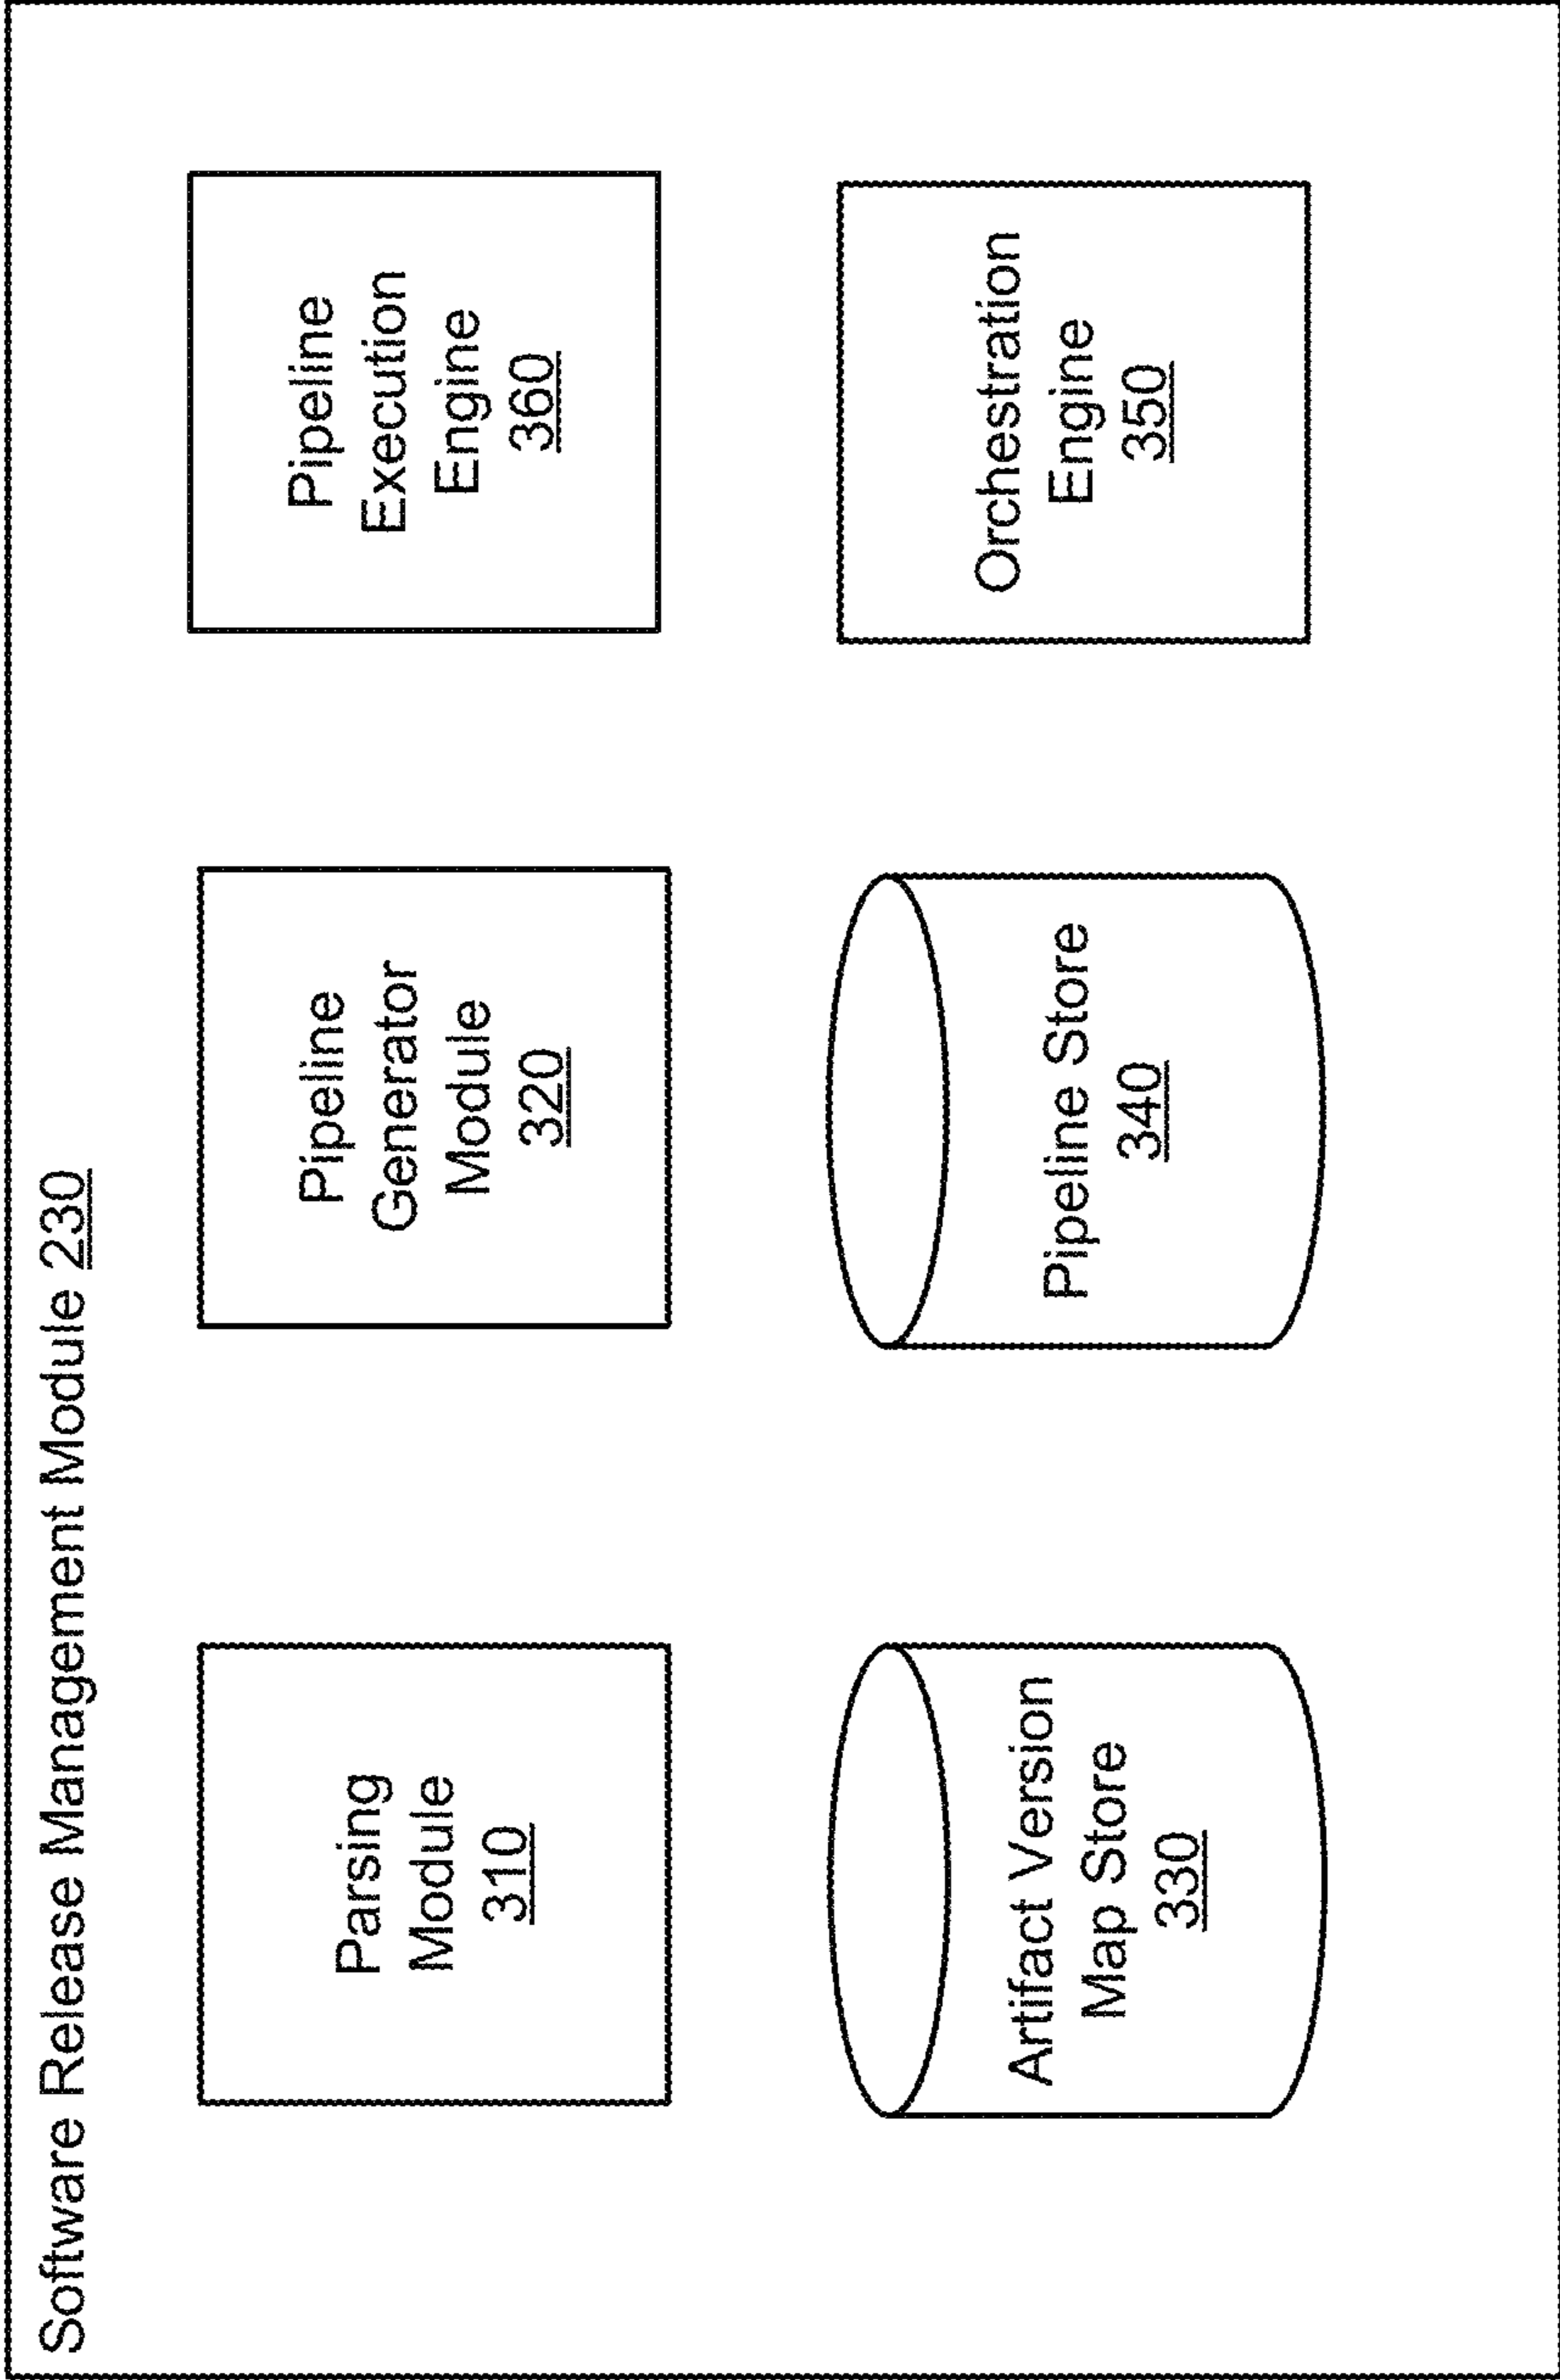 Software Release Management Module 230
Parsing
Module
310
Pipeline
Generator
Module
320
Pipeline
Execution
Engine
360
Artifact Version
Map Store
330
Pipeline Store
340
Orchestration
Engine
350